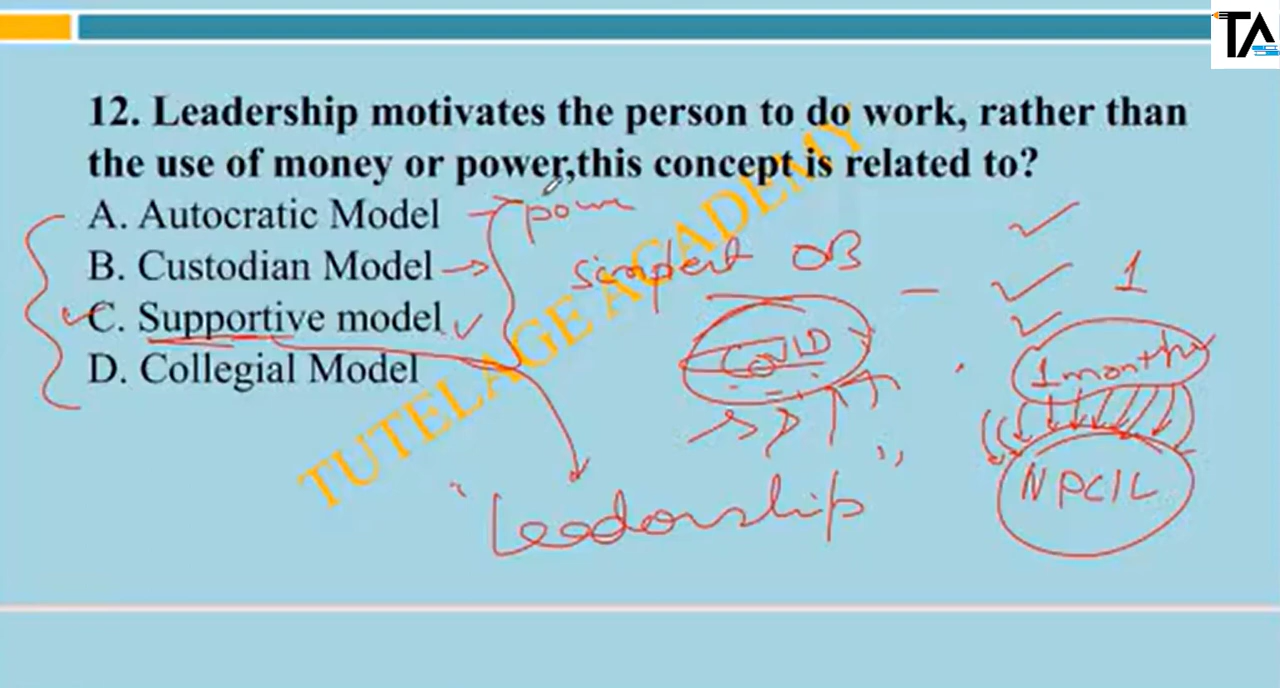 TA
12. Leadership motivates the person to do work, rather than
the use of money or power,this concept is related to?
A. Autocratic Model
B. Custodian Model
C. Supportive model
D. Collegial Model
OB
1
COVID
1 month
NPCIL
"Leadership"
TUTELAGE ACADEMY